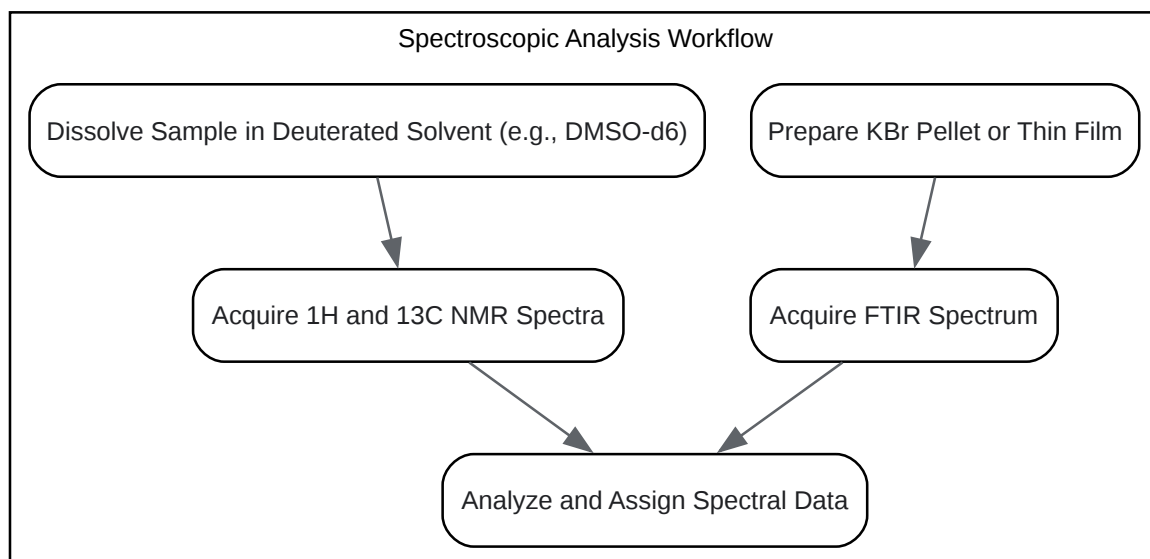 Spectroscopic Analysis Workflow
Dissolve Sample in Deuterated Solvent (e.g., DMSO-d6)
Prepare KBr Pellet or Thin Film
Acquire 1H and 13C NMR Spectra
Acquire FTIR Spectrum
Analyze and Assign Spectral Data